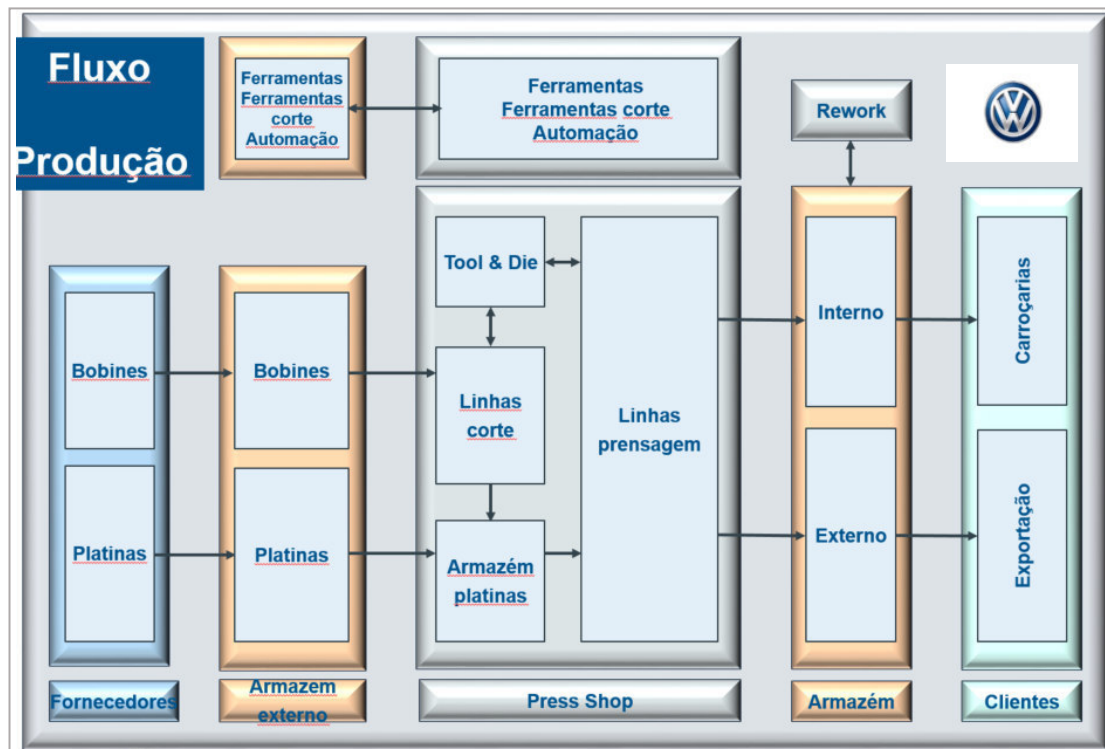 Fluxo
Produção
Ferramentas
Ferramentas
corte
Automação
Ferramentas
Ferramentas corte
Automação
Rework
Tool & Die
Bobines
Bobines
Linhas
corte
Linhas
prensagem
Interno
Carroçarias
Platinas
Platinas
Armazém
platinas
Externo
Exportação
Fornecedores
Armazem
externo
Press Shop
Armazém
Clientes